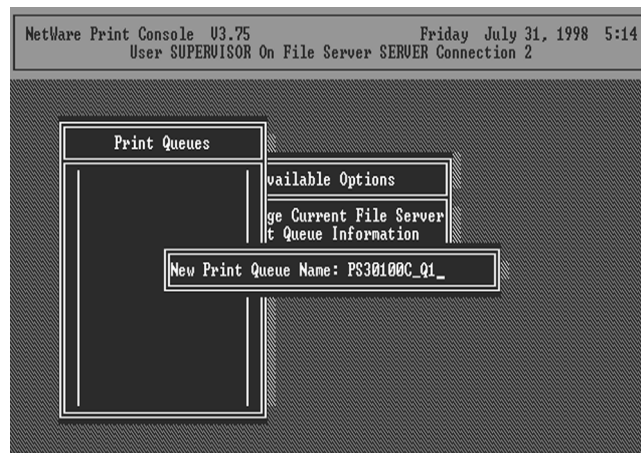 NetWare Print Console V3.75 Friday July 31, 1998 5:14
User SUPERVISOR On File Server SERVER Connection 2
Print Queues
vailable Options
ge Current File Server
t Queue Information
New Print Queue Name: PS30100C_Q1_